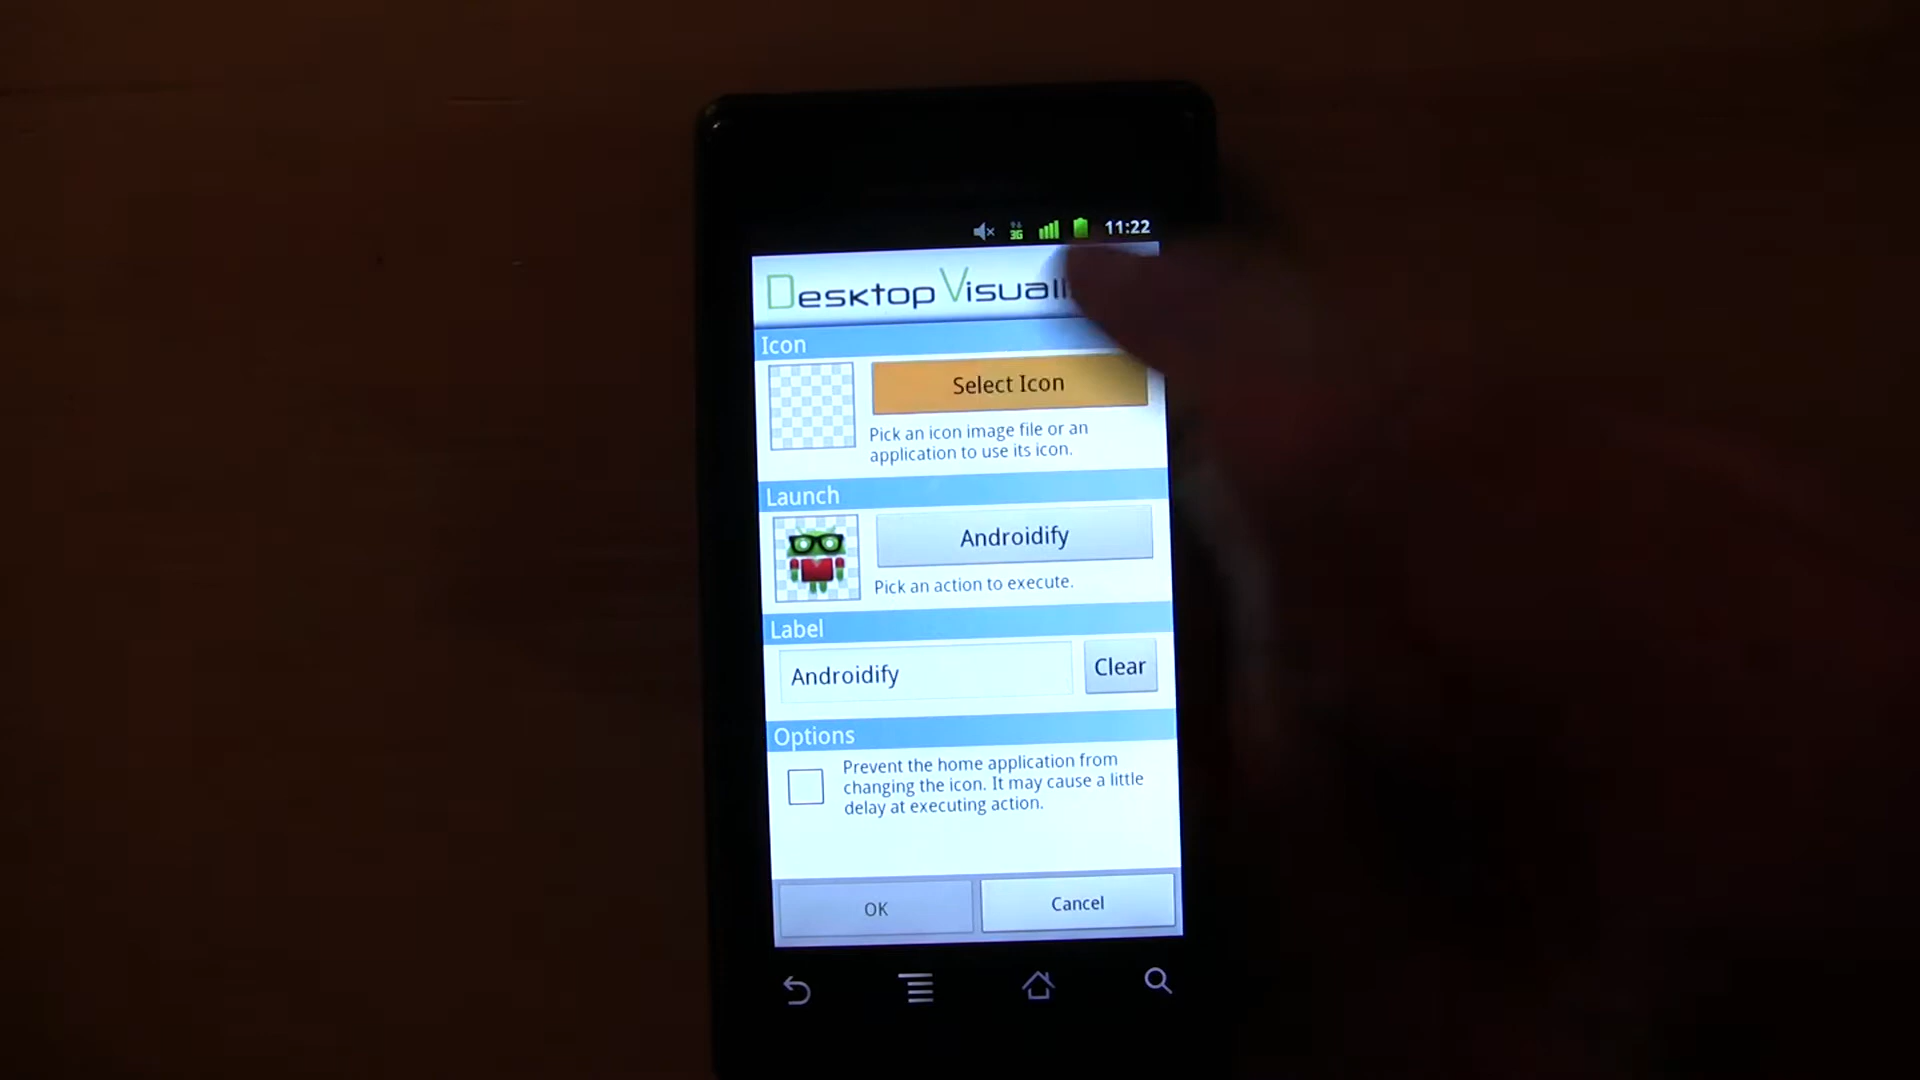 3G 11:22
Desktop Visuali
Icon
Select Icon
Pick an icon image file or an
application to use its icon.
Launch
Androidify
Pick an action to execute.
Label
Androidify
Clear
Options
Prevent the home application from
changing the icon. It may cause a little
delay at executing action.
OK
Cancel